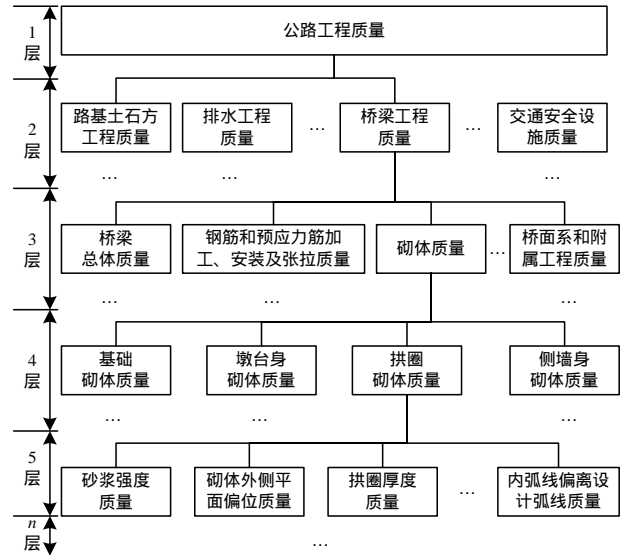 1
层
公路工程质量
2
层
路基土石方
工程质量
排水工程
质量
…
桥梁工程
质量
…
交通安全设
施质量
…
…
…
3
层
桥梁
总体质量
钢筋和预应力筋加
工、安装及张拉质量
砌体质量
…
桥面系和附
属工程质量
…
…
…
4
层
基础
砌体质量
墩台身
砌体质量
拱圈
砌体质量
侧墙身
砌体质量
…
…
…
5
层
砂浆强度
质量
砌体外侧平
面偏位质量
拱圈厚度
质量
…
内弧线偏离设
计弧线质量
n
层
…